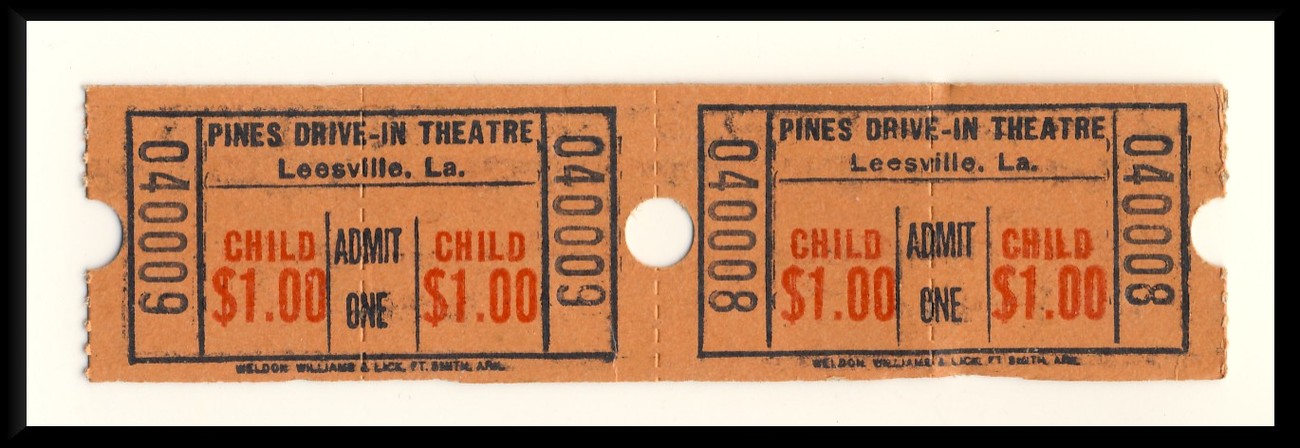 PINES DRIVE-IN THEATRE
Leesville, La.
040009
CHILD
$1.00
ADMIT
ONE
CHILD
$1.00
040009
WELDON WILLIAMS & LICK, FT. SMITH, ARK.
PINES DRIVE-IN THEATRE
Leesville, La.
040008
CHILD
$1.00
ADMIT
ONE
CHILD
$1.00
040008
WELDON WILLIAMS & LICK, FT. SMITH, ARK.